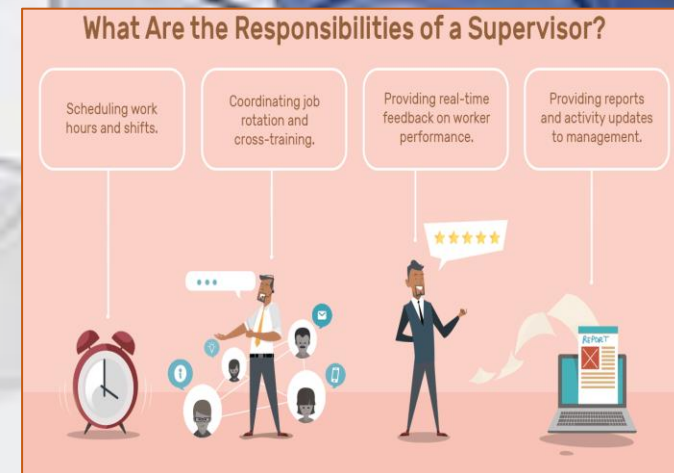 What Are the Responsibilities of a Supervisor?
Scheduling work
hours and shifts.
Coordinating job
rotation and
cross-training.
Providing real-time
feedback on worker
performance.
Providing reports
and activity updates
to management.
REPORT